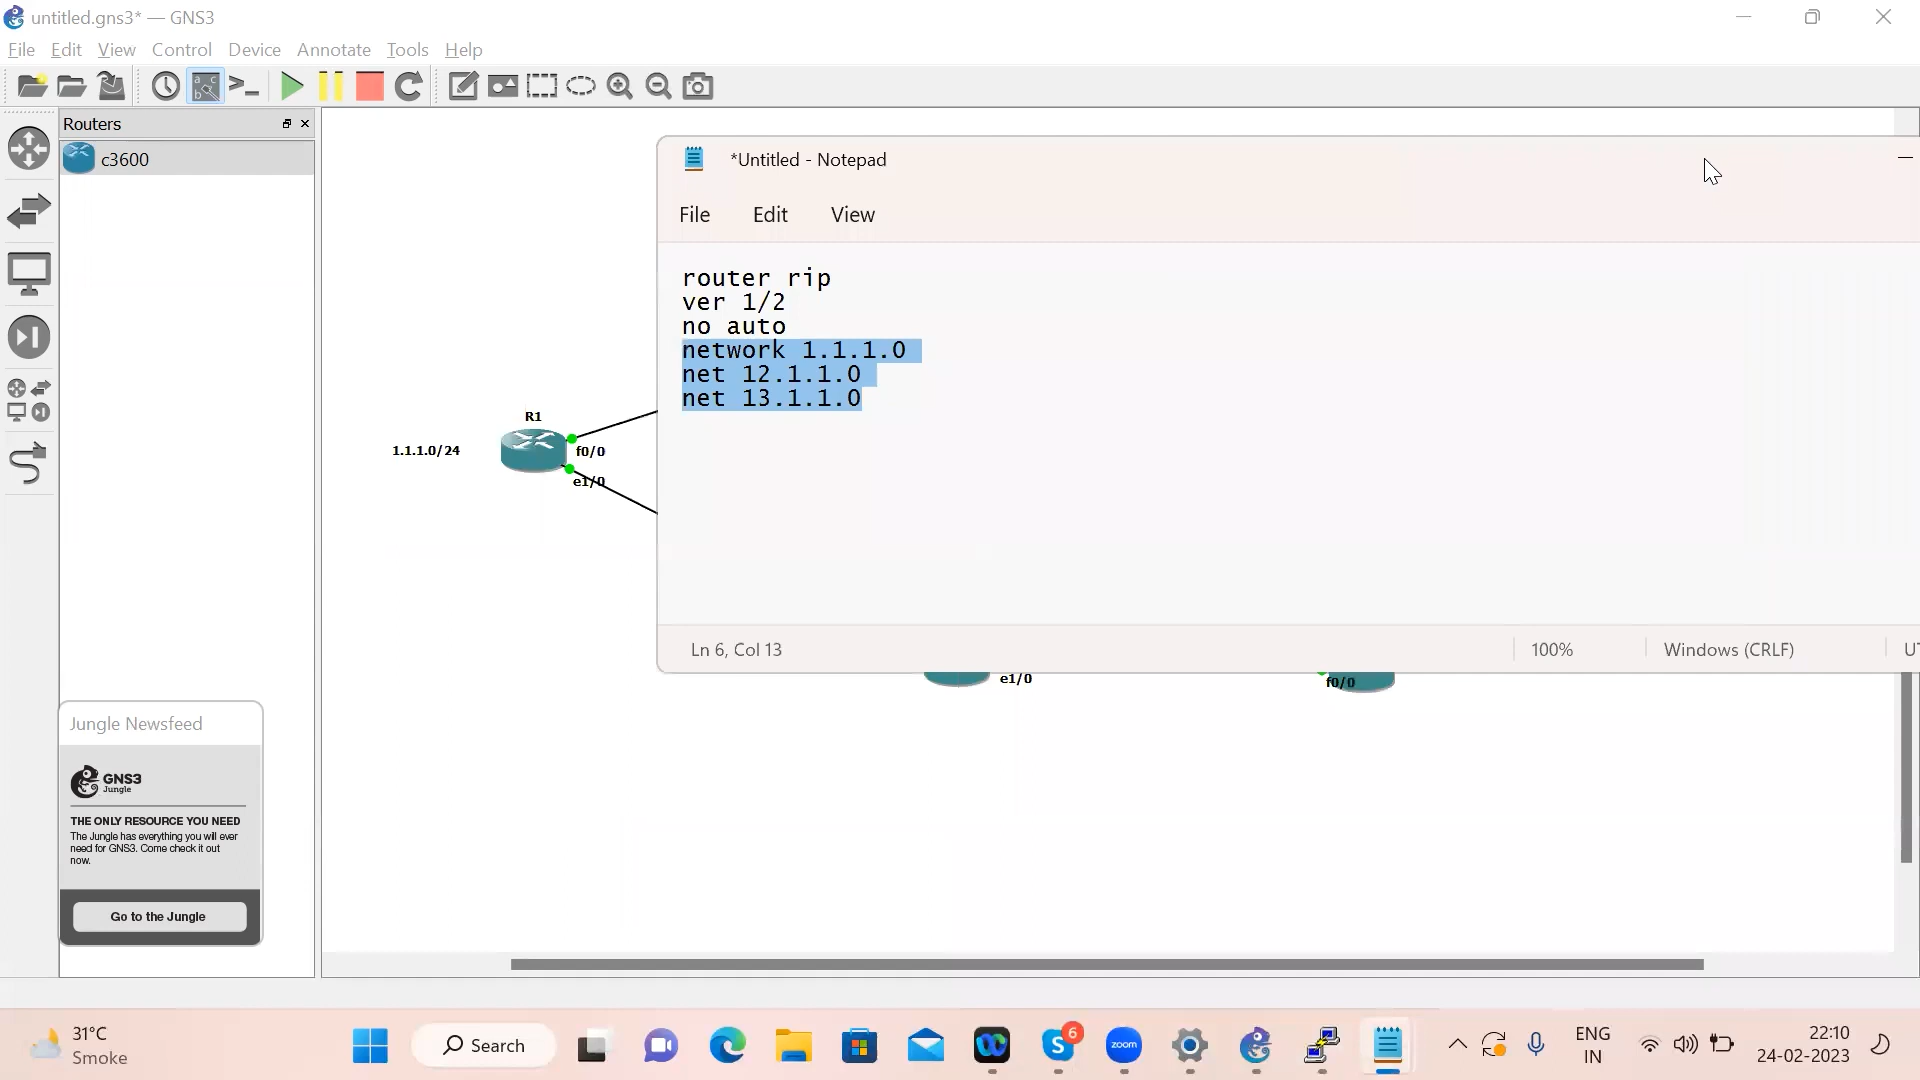 untitled.gns3* — GNS3
File Edit View Control Device Annotate Tools Help
Routers
c3600
*Untitled - Notepad
File Edit View
router rip
ver 1/2
no auto
network 1.1.1.0
net 12.1.1.0
net 13.1.1.0
R1
1.1.1.0/24
f0/0
e1/0
Ln 6, Col 13
100%
Windows (CRLF)
e1/0
f0/0
Jungle Newsfeed
GNS3
Jungle
THE ONLY RESOURCE YOU NEED
The Jungle has everything you will ever
need for GNS3. Come check it out
now.
Go to the Jungle
31°C
Smoke
Search
6
zoom
ENG
IN
22:10
24-02-2023